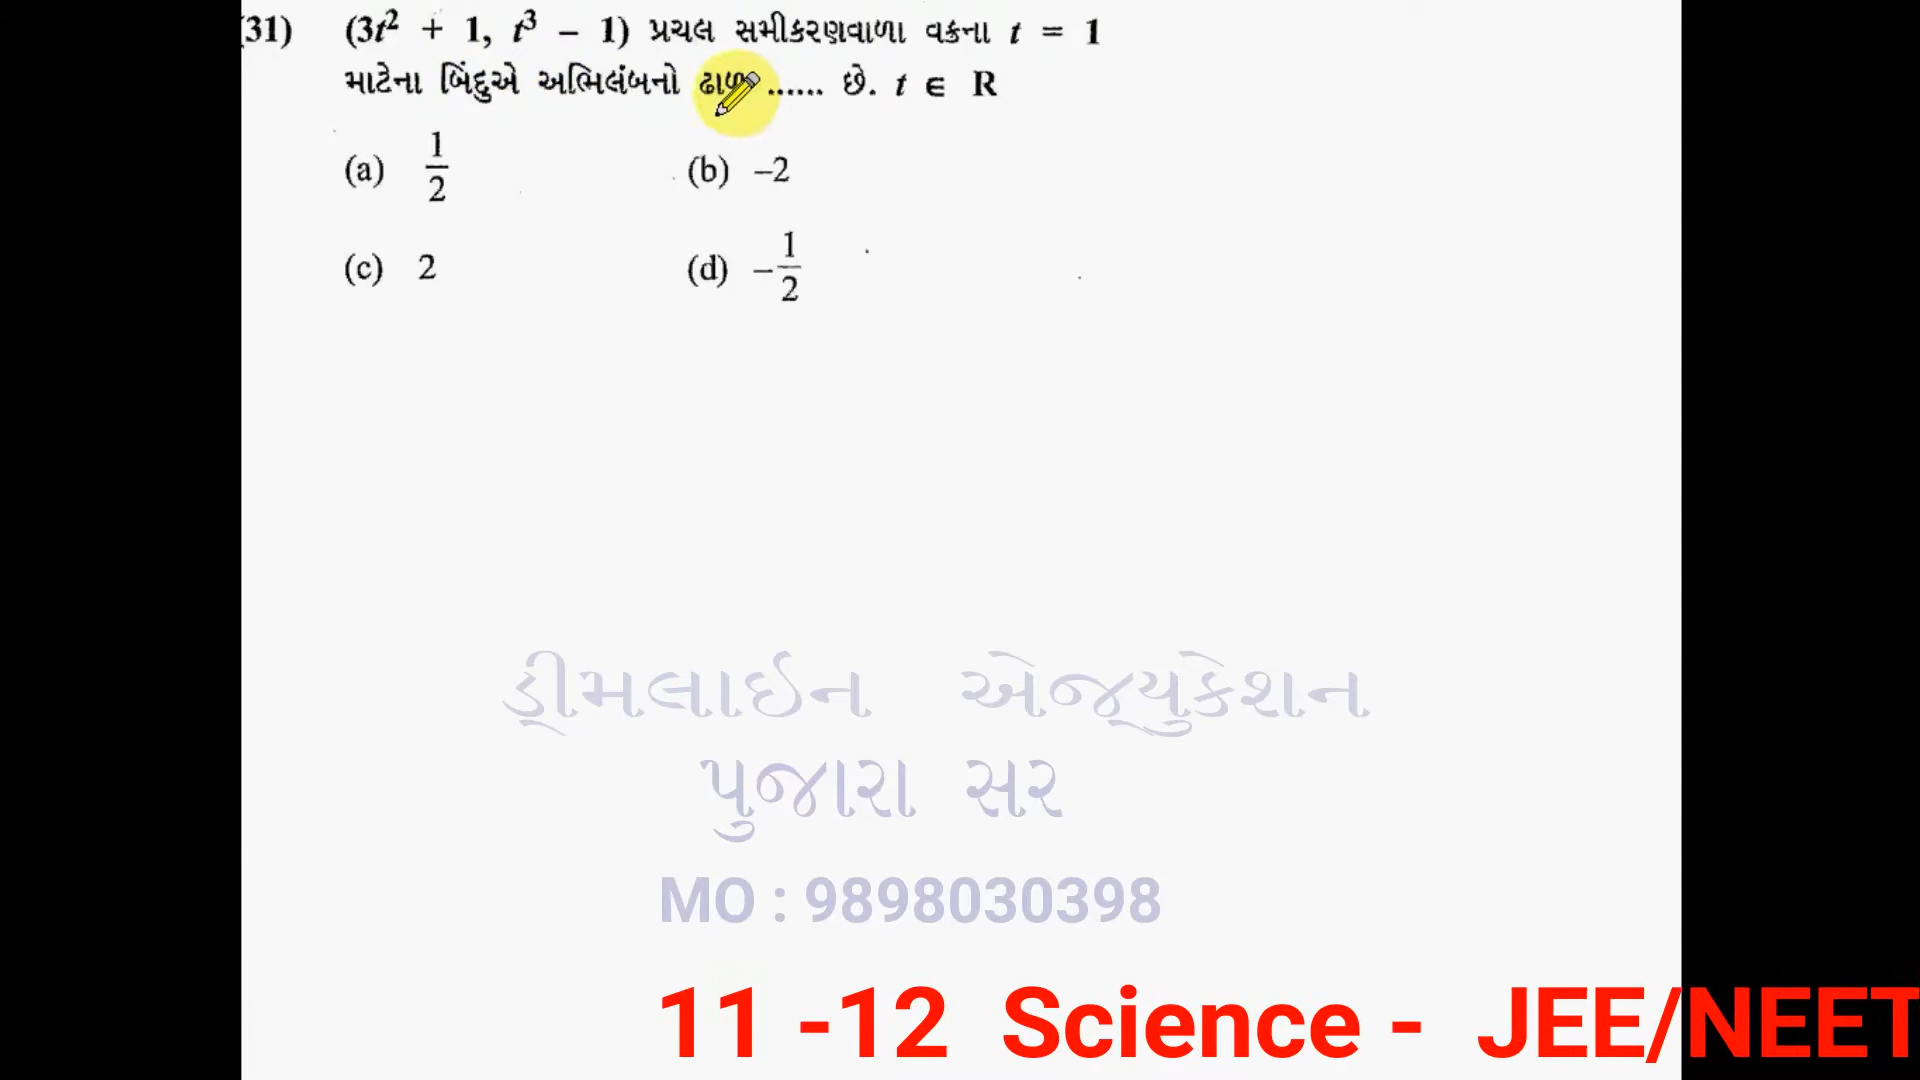 31) (3t² + 1, t³ – 1) પ્રચલ સમીકરણવાળા વક્રના t = 1
માટેના બિંદુએ અભિલંબનો ઢાળ ...... છે. t ∈ R
(a) 1/2 (b) –2
(c) 2 (d) –1/2
ડ્રીમલાઈન એજ્યુકેશન
પુજારા સર
MO : 9898030398
11 -12 Science - JEE/NEET